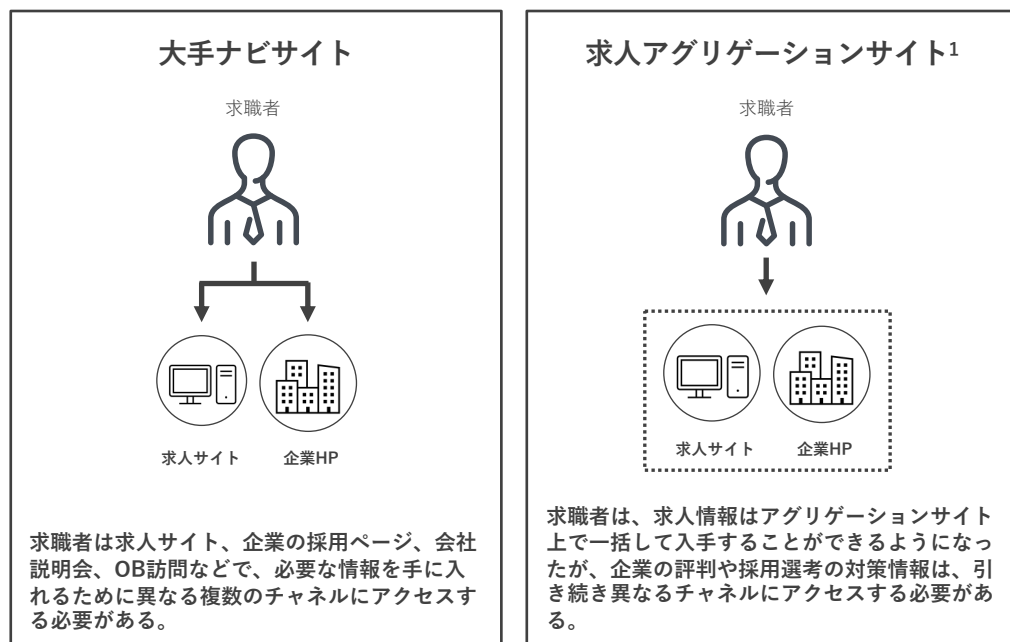 大手ナビサイト
求職者
求人サイト
企業HP
求職者は求人サイト、企業の採用ページ、会社
説明会、OB訪問などで、必要な情報を手に入
れるために異なる複数のチャネルにアクセスす
る必要がある。
求人アグリゲーションサイト1
求職者
求人サイト
企業HP
求職者は、求人情報はアグリゲーションサイト
上で一括して入手することができるようになっ
たが、企業の評判や採用選考の対策情報は、引
き続き異なるチャネルにアクセスする必要があ
る。